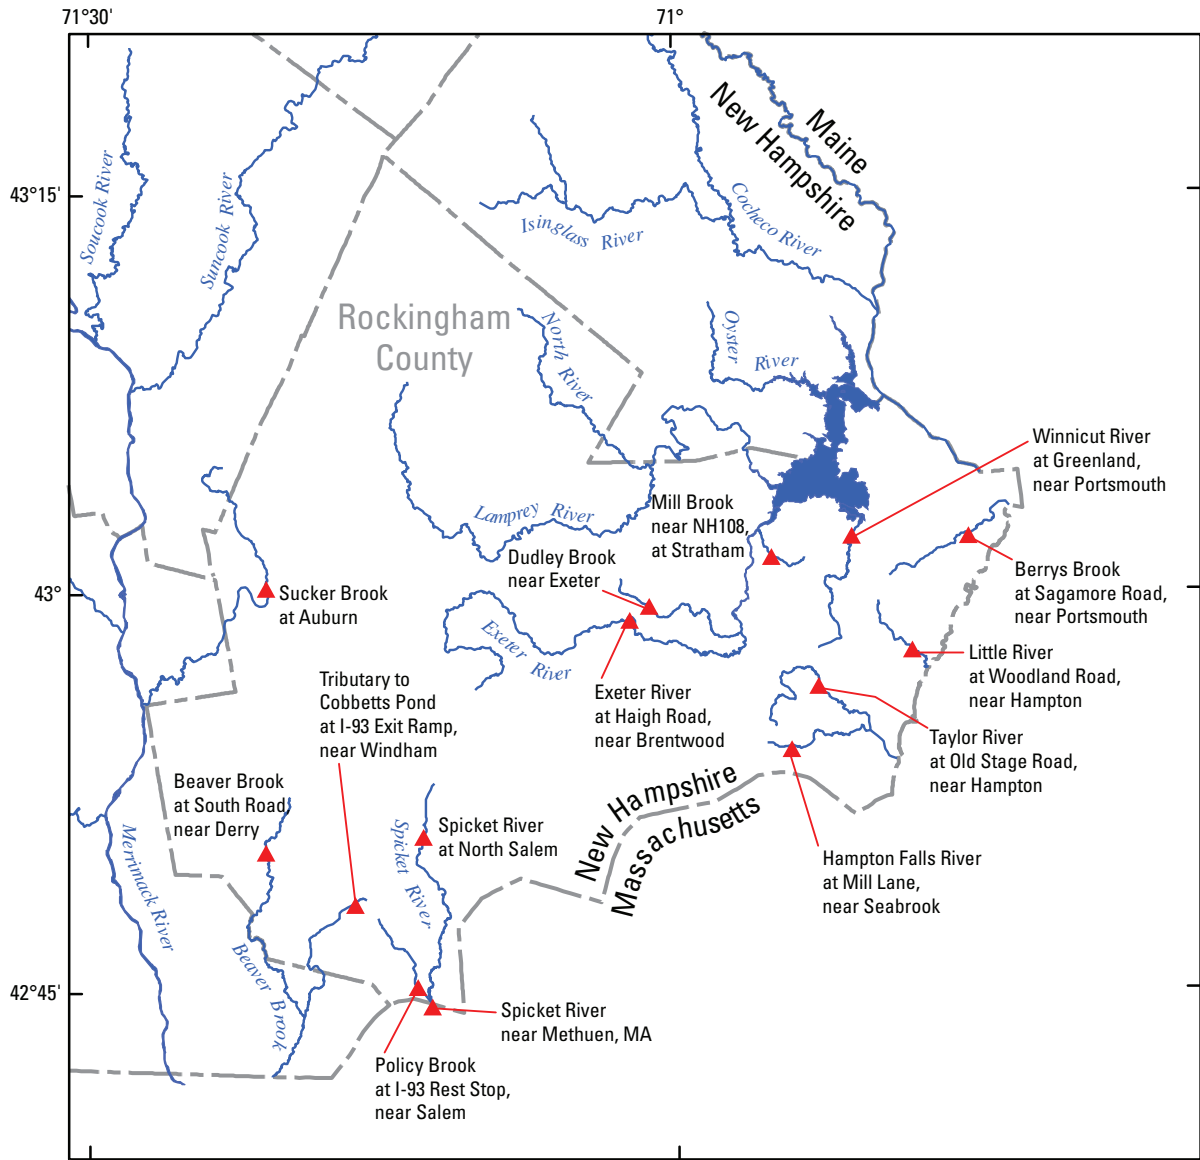 71°30'
71°
43°15'
43°
42°45'
Maine
New Hampshire
Soucook River
Suncook River
Isinglass River
Cocheco River
Rockingham
County
North River
Oyster River
Lamprey River
Exeter River
Winnicut River
at Greenland,
near Portsmouth
Mill Brook
near NH108,
at Stratham
Dudley Brook
near Exeter
Berrys Brook
at Sagamore Road,
near Portsmouth
Sucker Brook
at Auburn
Little River
at Woodland Road,
near Hampton
Exeter River
at Haigh Road,
near Brentwood
Tributary to
Cobbetts Pond
at I-93 Exit Ramp,
near Windham
Taylor River
at Old Stage Road,
near Hampton
Beaver Brook
at South Road
near Derry
Spicket River
at North Salem
New Hampshire
Massachusetts
Hampton Falls River
at Mill Lane,
near Seabrook
Merrimack River
Spicket River
Beaver Brook
Spicket River
near Methuen, MA
Policy Brook
at I-93 Rest Stop,
near Salem